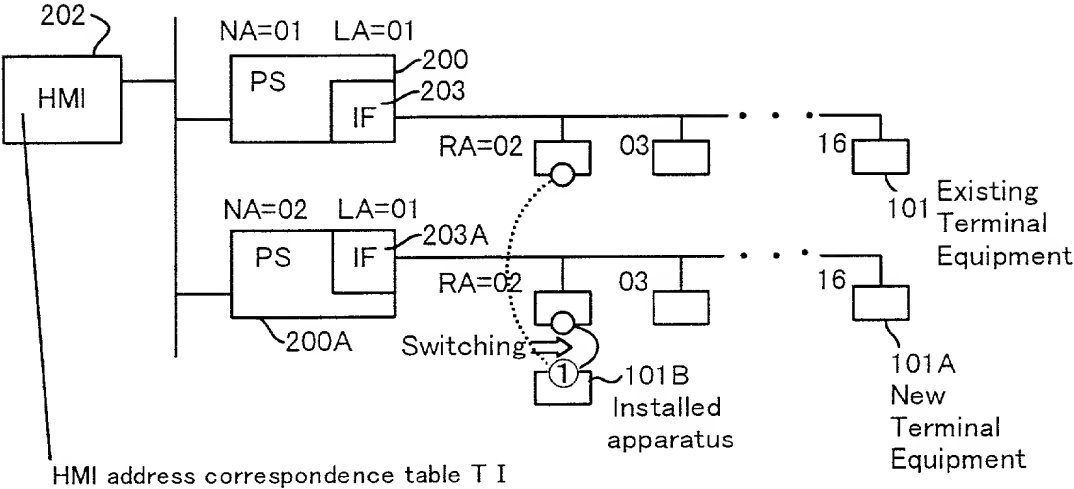 202
NA=01 LA=01
HMI
PS
200
203
IF
RA=02
03
16
101 Existing
Terminal
Equipment
NA=02 LA=01
PS
IF
203A
RA=02
03
16
200A
Switching
1
101B
Installed
apparatus
101A
New
Terminal
Equipment
HMI address correspondence table T I